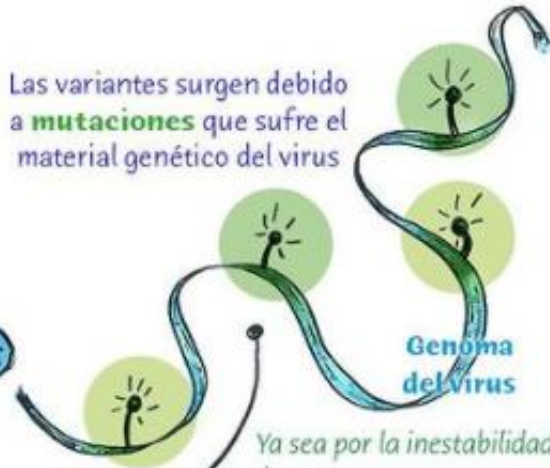 Las variantes surgen debido
a mutaciones que sufre el
material genético del virus
Genoma
del virus
Ya sea por la inestabilidad